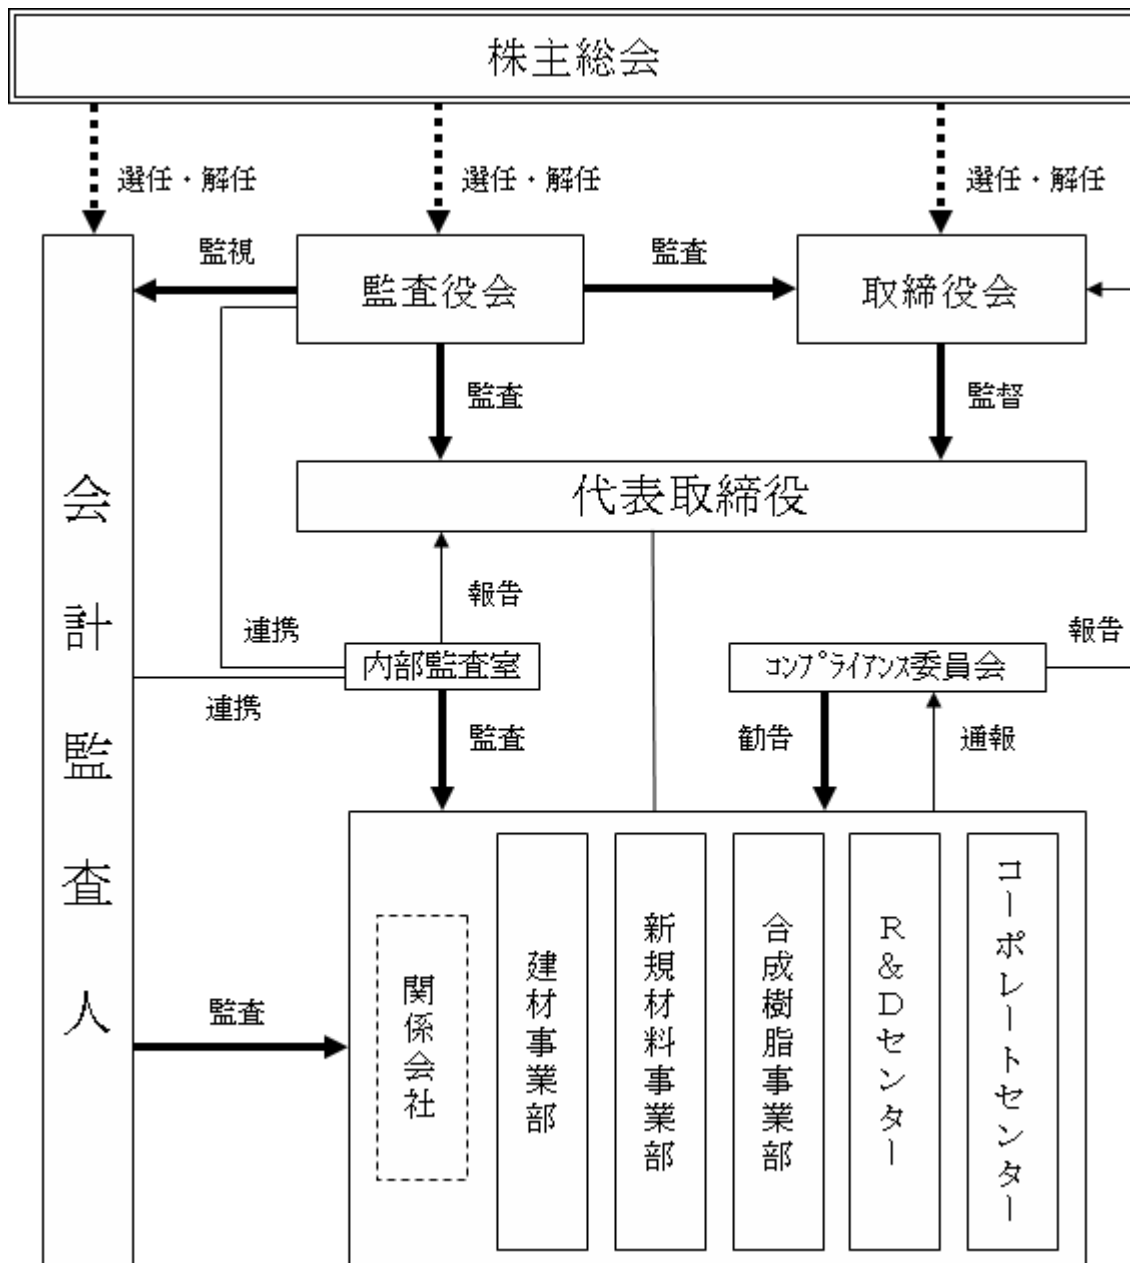 株主総会
選任・解任
選任・解任
選任・解任
監視
監査役会
監査
取締役会
監査
監督
代表取締役
報告
連携
内部監査室
連携
監査
コンプライアンス委員会
報告
勧告
通報
会計監査人
監査
関係会社
建材事業部
新規材料事業部
合成樹脂事業部
R&Dセンター
コーポレートセンター